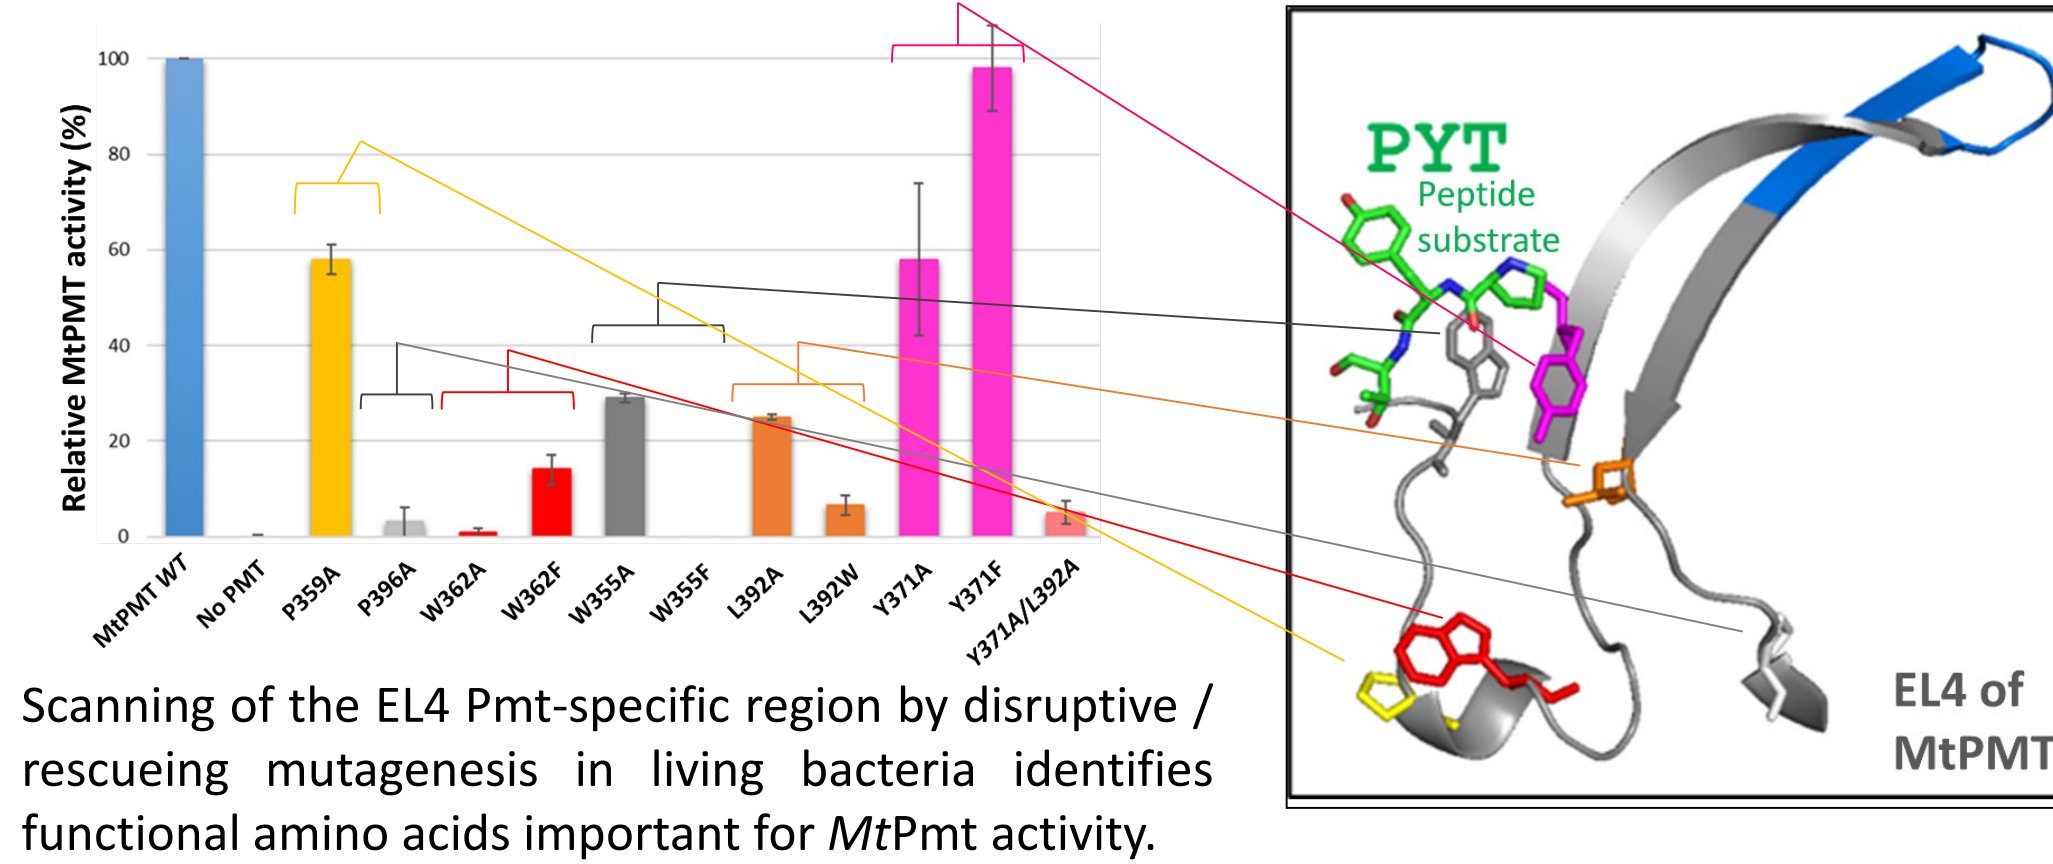 Relative MtPMT activity (%)
100
80
60
40
20
0
MtPMT WT
No PMT
P359A
P396A
W362A
W362F
W355A
W355F
L392A
L392W
Y371A
Y371F
Y371A/L392A
PYT
Peptide
substrate
EL4 of
MtPMT
Scanning of the EL4 Pmt-specific region by disruptive /
rescueing mutagenesis in living bacteria identifies
functional amino acids important for MtPmt activity.